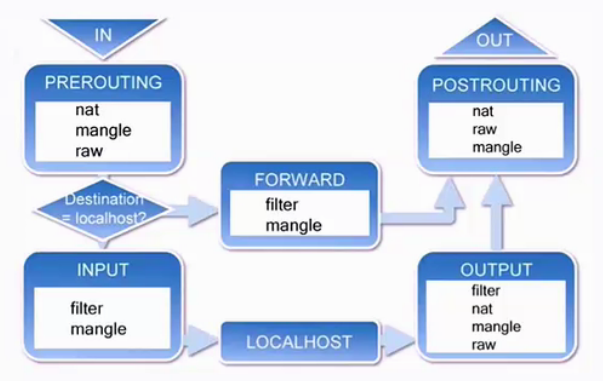 IN
PREROUTING
nat
mangle
raw
Destination
= localhost?
INPUT
filter
mangle
FORWARD
filter
mangle
LOCALHOST
OUT
POSTROUTING
nat
raw
mangle
OUTPUT
filter
nat
mangle
raw